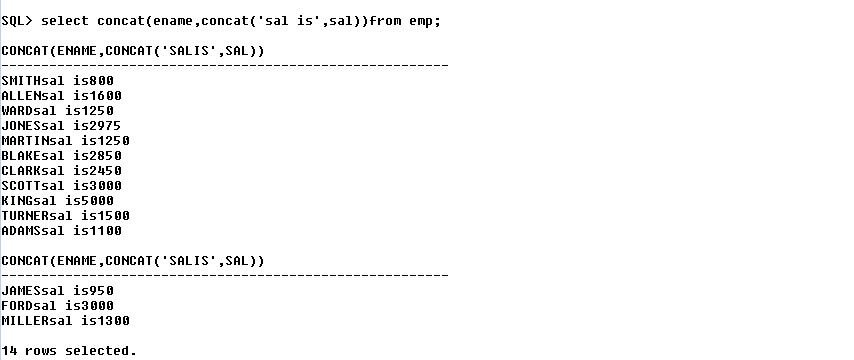 SQL> select concat(ename,concat('sal is',sal))from emp;
CONCAT(ENAME,CONCAT('SALIS',SAL))
--------------------------------------------------------
SMITHsal is800
ALLENsal is1600
WARDsal is1250
JONESsal is2975
MARTINsal is1250
BLAKEsal is2850
CLARKsal is2450
SCOTTsal is3000
KINGsal is5000
TURNERsal is1500
ADAMSsal is1100
CONCAT(ENAME,CONCAT('SALIS',SAL))
--------------------------------------------------------
JAMESsal is950
FORDsal is3000
MILLERsal is1300
14 rows selected.